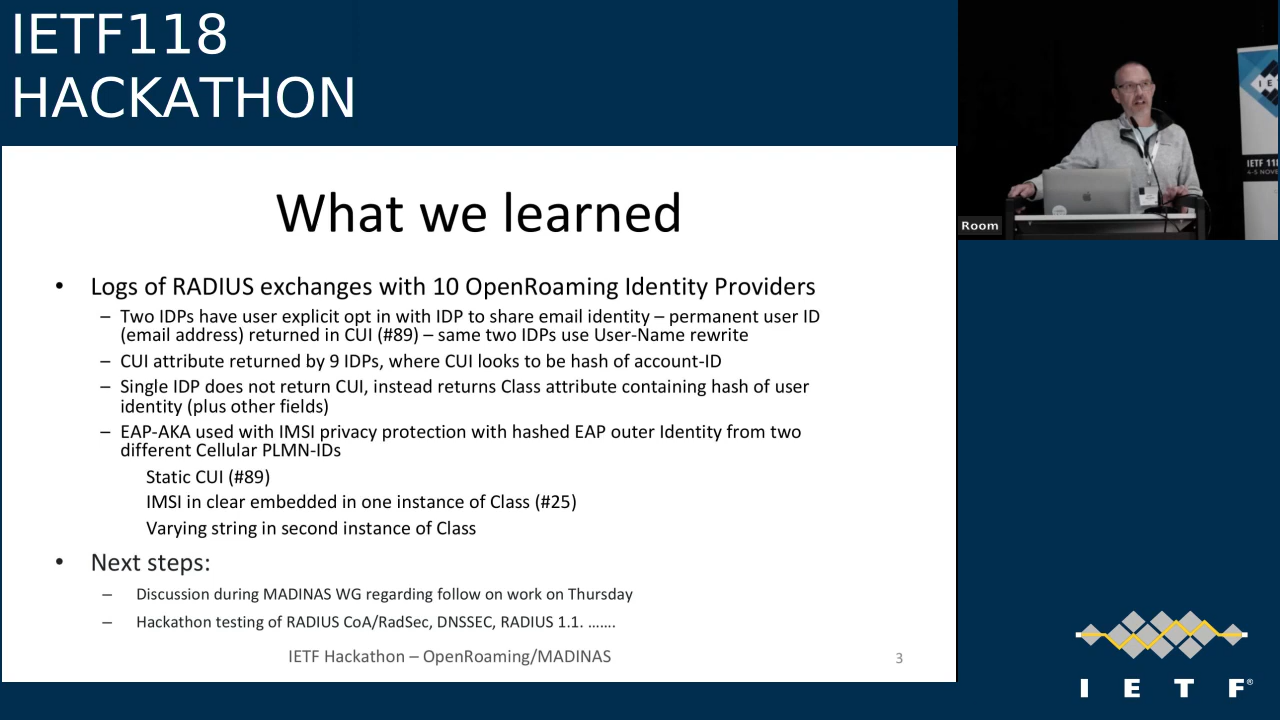 IETF118
HACKATHON
Room
IETF 118
What we learned
• Logs of RADIUS exchanges with 10 OpenRoaming Identity Providers
– Two IDPs have user explicit opt in with IDP to share email identity – permanent user ID
(email address) returned in CUI (#89) – same two IDPs use User-Name rewrite
– CUI attribute returned by 9 IDPs, where CUI looks to be hash of account-ID
– Single IDP does not return CUI, instead returns Class attribute containing hash of user
identity (plus other fields)
– EAP-AKA used with IMSI privacy protection with hashed EAP outer Identity from two
different Cellular PLMN-IDs
Static CUI (#89)
IMSI in clear embedded in one instance of Class (#25)
Varying string in second instance of Class
• Next steps:
– Discussion during MADINAS WG regarding follow on work on Thursday
– Hackathon testing of RADIUS CoA/RadSec, DNSSEC, RADIUS 1.1. …….
IETF Hackathon – OpenRoaming/MADINAS
3
I E T F®